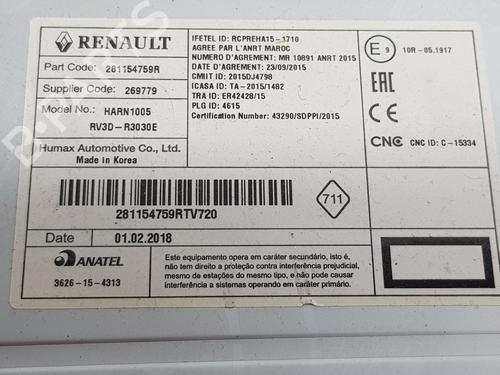 RENAULT
Part Code: 281154759R
Supplier Code: 269779
Model No: HARN1005
RV3D-R3030E
Humax Automotive Co., Ltd.
Made in Korea
IFETEL ID: RCPREHA15-1710
AGREE PAR L'ANRT MAROC
NUMERO D'AGREMENT: MR 10891 ANRT 2015
DATE D'AGREMENT: 23/09/2015
CMIIT ID: 2015DJ4798
ICASA ID: TA-2015/1482
TRA ID: ER42428/15
PLG ID: 4615
Certification Number: 43290/SDPPI/2015
E 9 10R-05.1917
EAC
CNC CNC ID: C-15334
281154759RTV720
711
Date 01.02.2018
ANATEL
3626-15-4313
Este equipamento opera em caráter secundário, isto é,
não tem direito a proteção contra interferência prejudicial,
mesmo de estações do mesmo tipo, e não pode causar
interferência a sistemas operando em caráter primário.